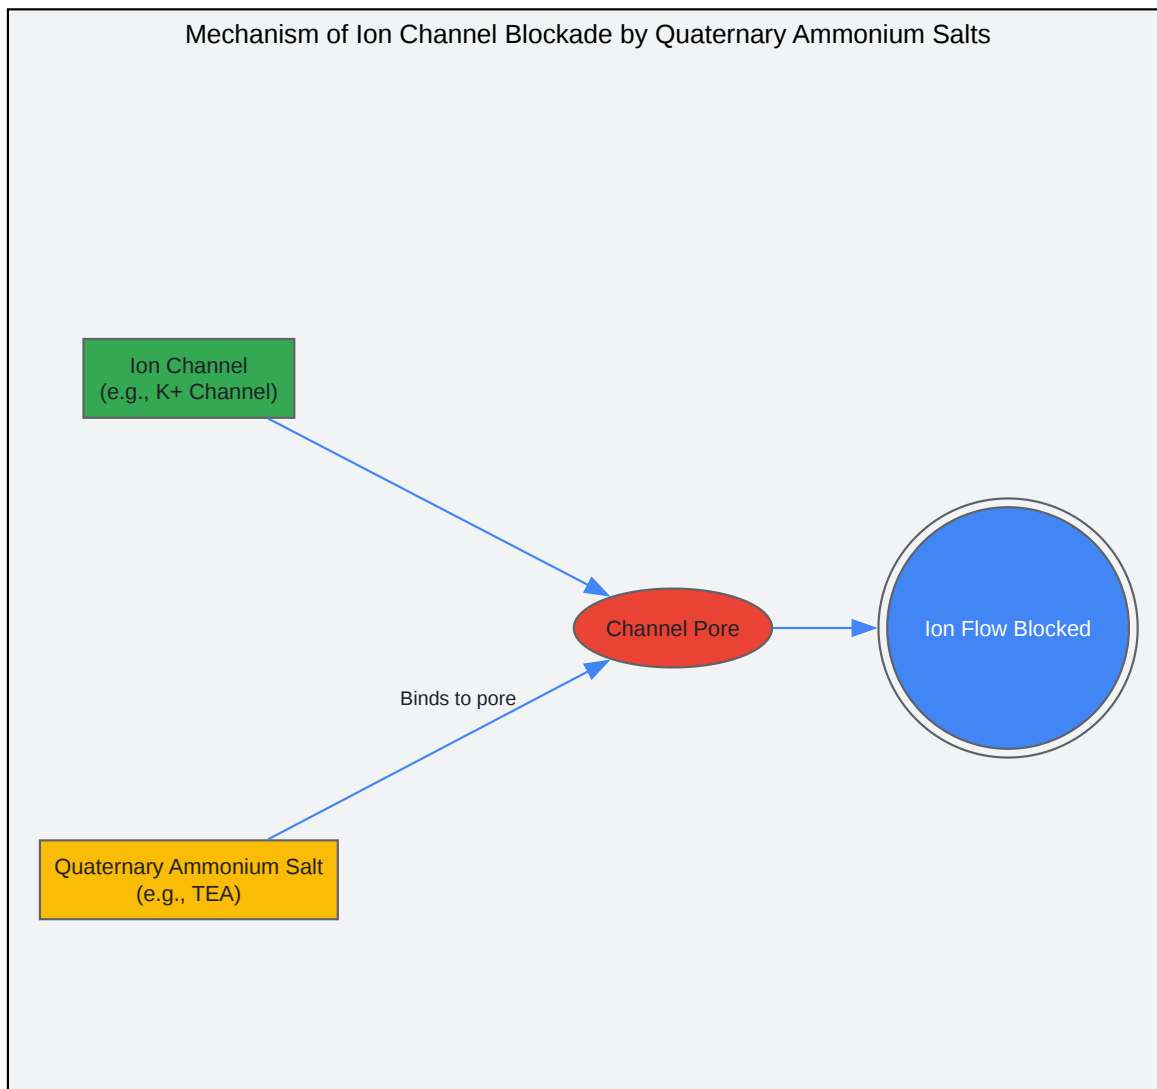 Mechanism of Ion Channel Blockade by Quaternary Ammonium Salts
Ion Channel
(e.g., K+ Channel)
Channel Pore
Ion Flow Blocked
Binds to pore
Quaternary Ammonium Salt
(e.g., TEA)